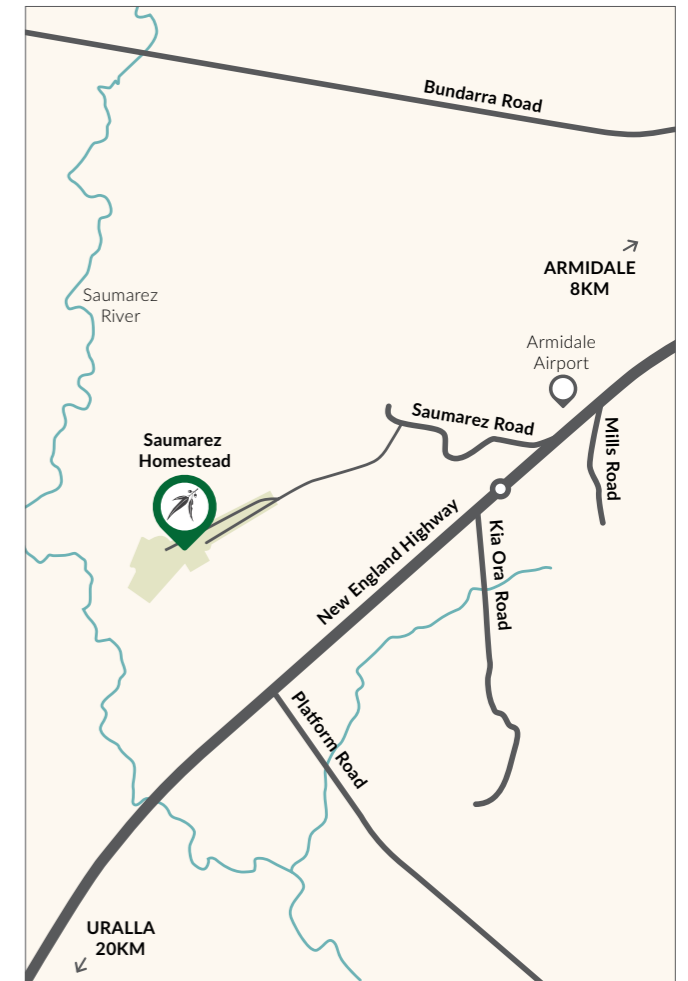 Bundarra Road
ARMIDALE
8KM
Saumarez
River
Armidale
Airport
Saumarez Road
Mills Road
Saumarez
Homestead
New England Highway
Kia Ora Road
Platform Road
URALLA
20KM